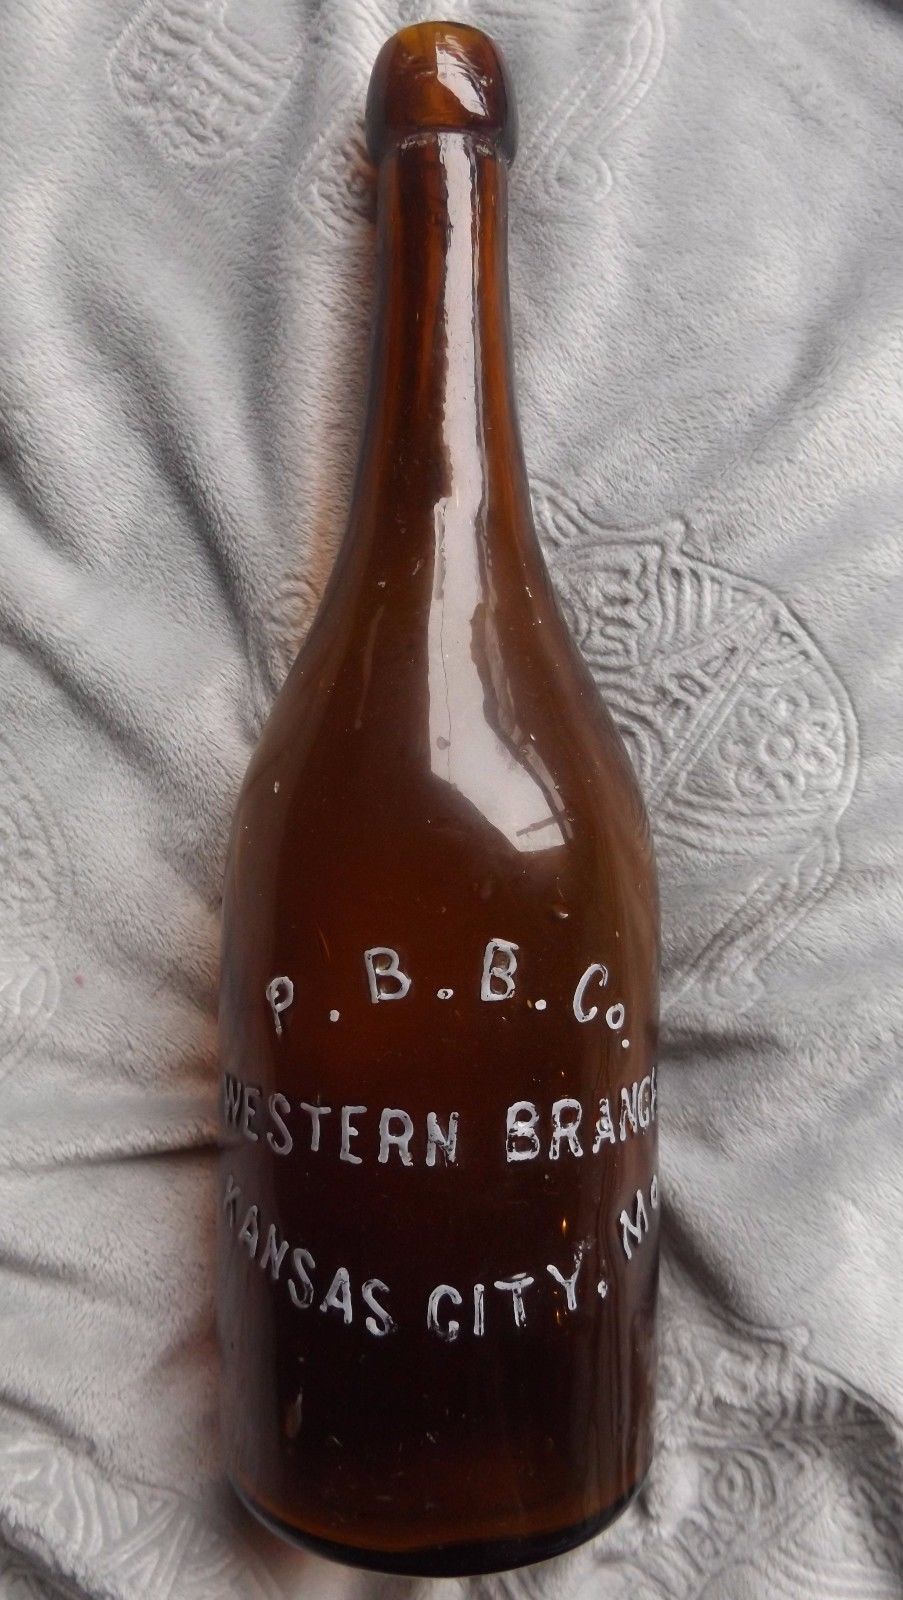 P.B.B.Co.
WESTERN BRANCH
KANSAS CITY, Mo